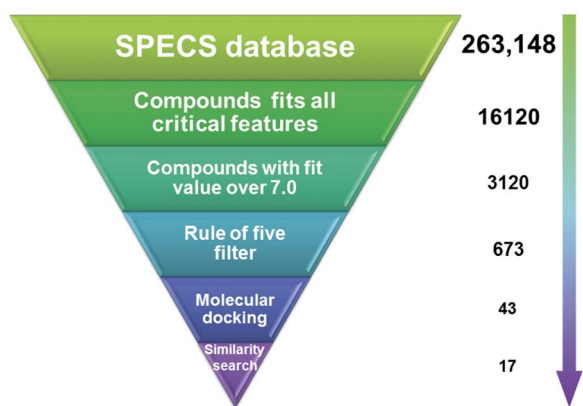 SPECS database 263,148
Compounds fits all
critical features
16120
Compounds with fit
value over 7.0
3120
Rule of five
filter
673
Molecular
docking
43
Similarity
search
17